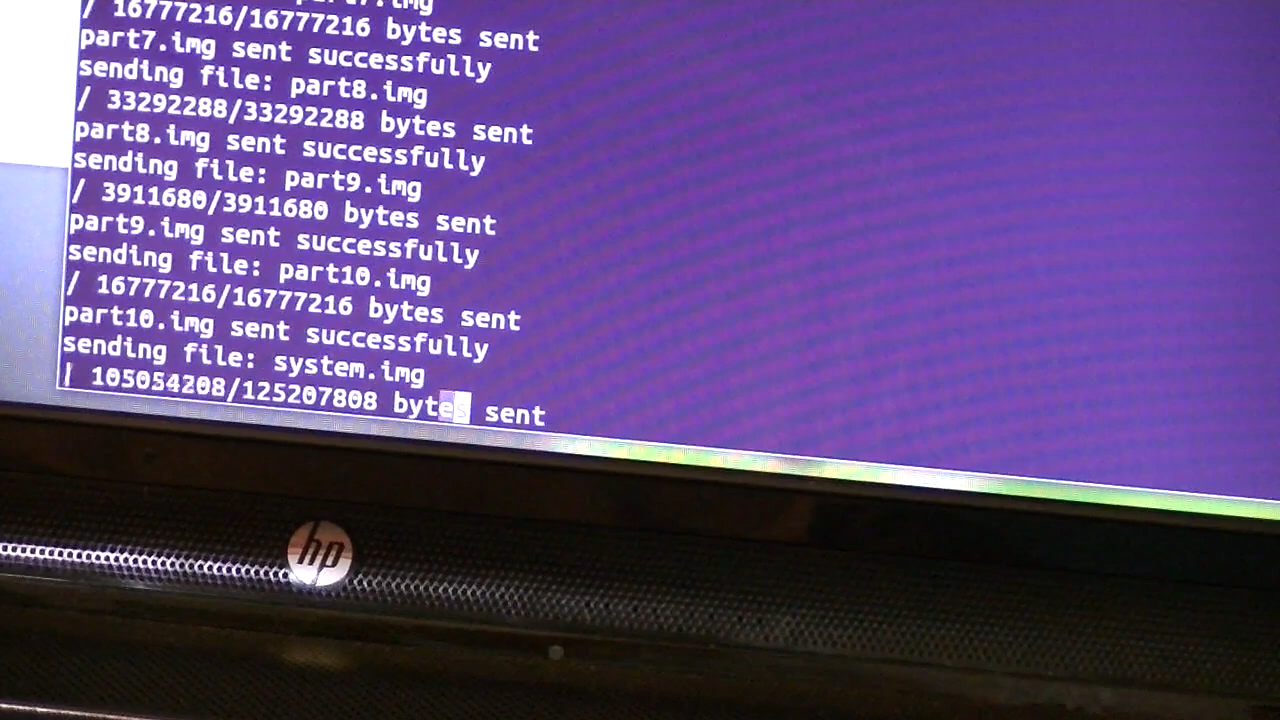 part7.img
/ 16777216/16777216 bytes sent
part7.img sent successfully
sending file: part8.img
/ 33292288/33292288 bytes sent
part8.img sent successfully
sending file: part9.img
/ 3911680/3911680 bytes sent
part9.img sent successfully
sending file: part10.img
/ 16777216/16777216 bytes sent
part10.img sent successfully
sending file: system.img
| 105054208/125207808 bytes sent
hp